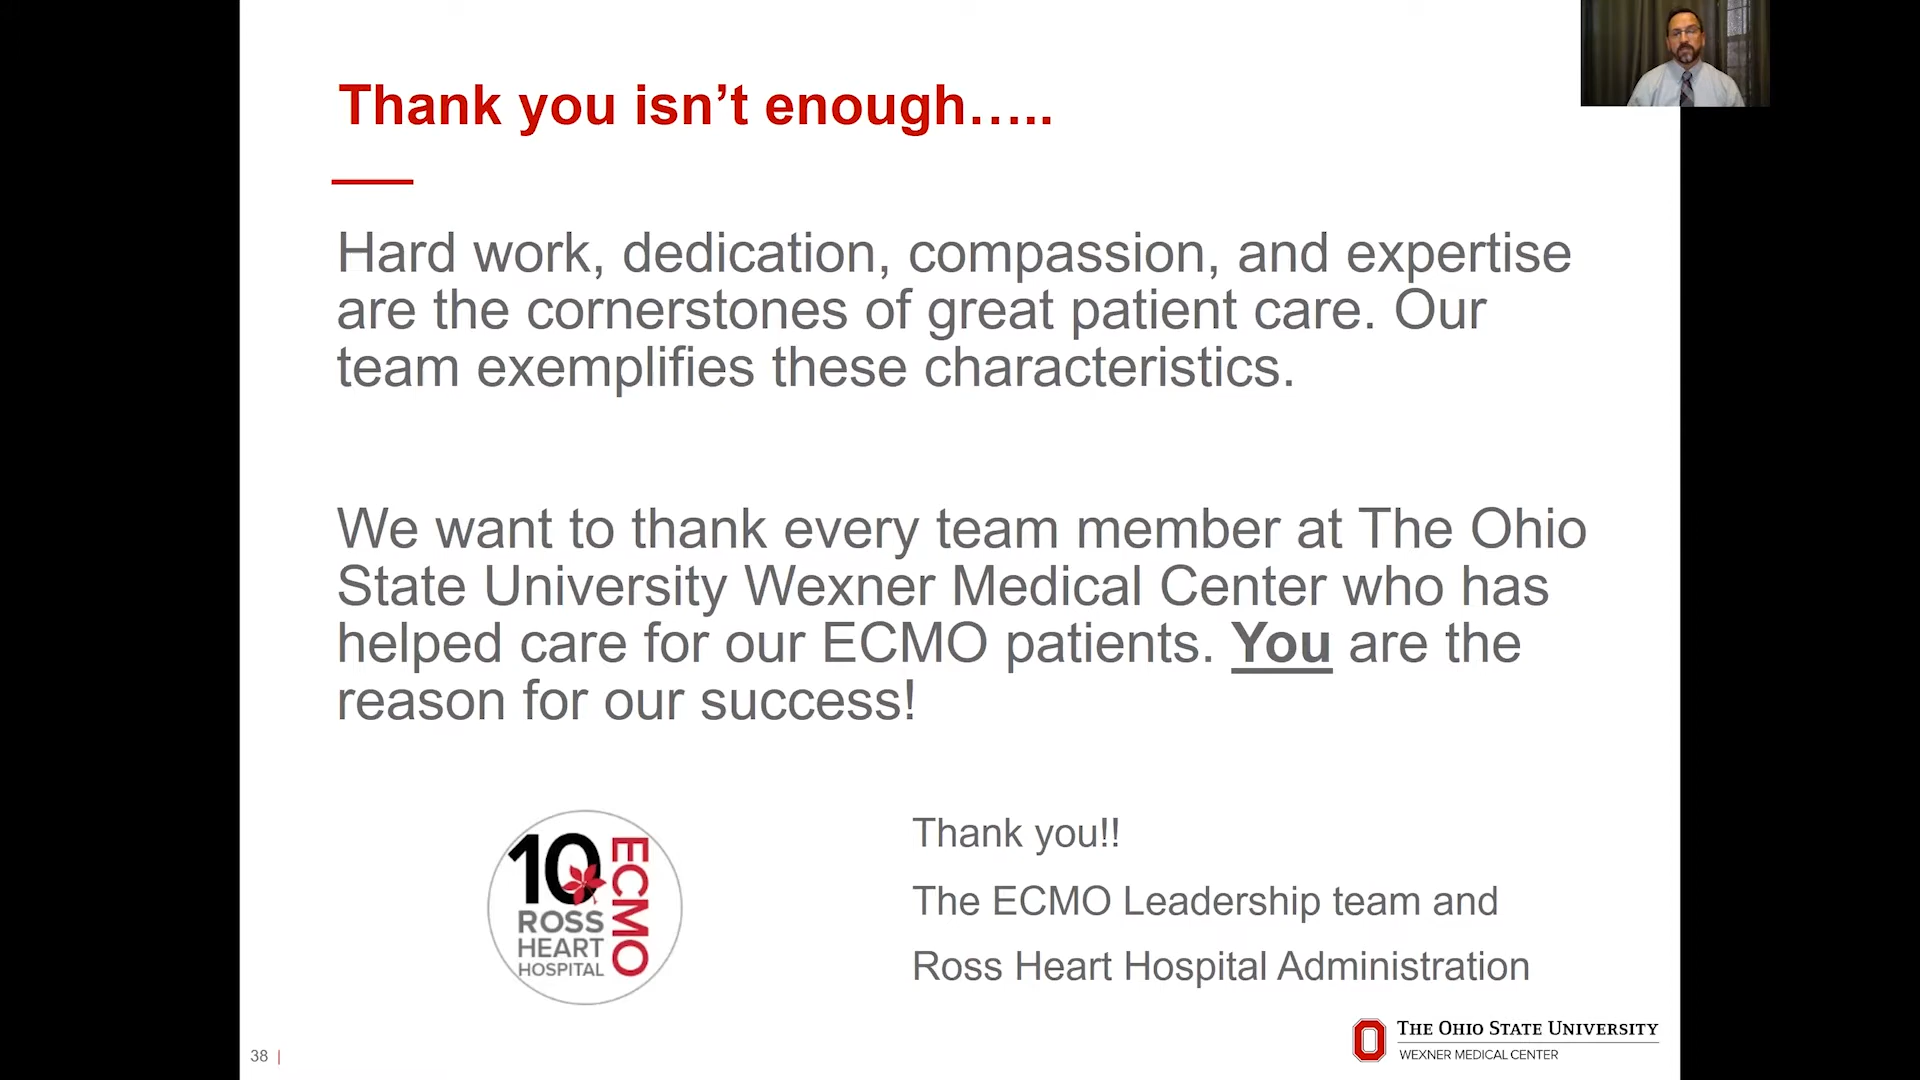 Thank you isn’t enough…..
Hard work, dedication, compassion, and expertise
are the cornerstones of great patient care. Our
team exemplifies these characteristics.
We want to thank every team member at The Ohio
State University Wexner Medical Center who has
helped care for our ECMO patients. You are the
reason for our success!
10
ROSS
HEART
HOSPITAL
ECMO
Thank you!!
The ECMO Leadership team and
Ross Heart Hospital Administration
THE OHIO STATE UNIVERSITY
WEXNER MEDICAL CENTER
38 |